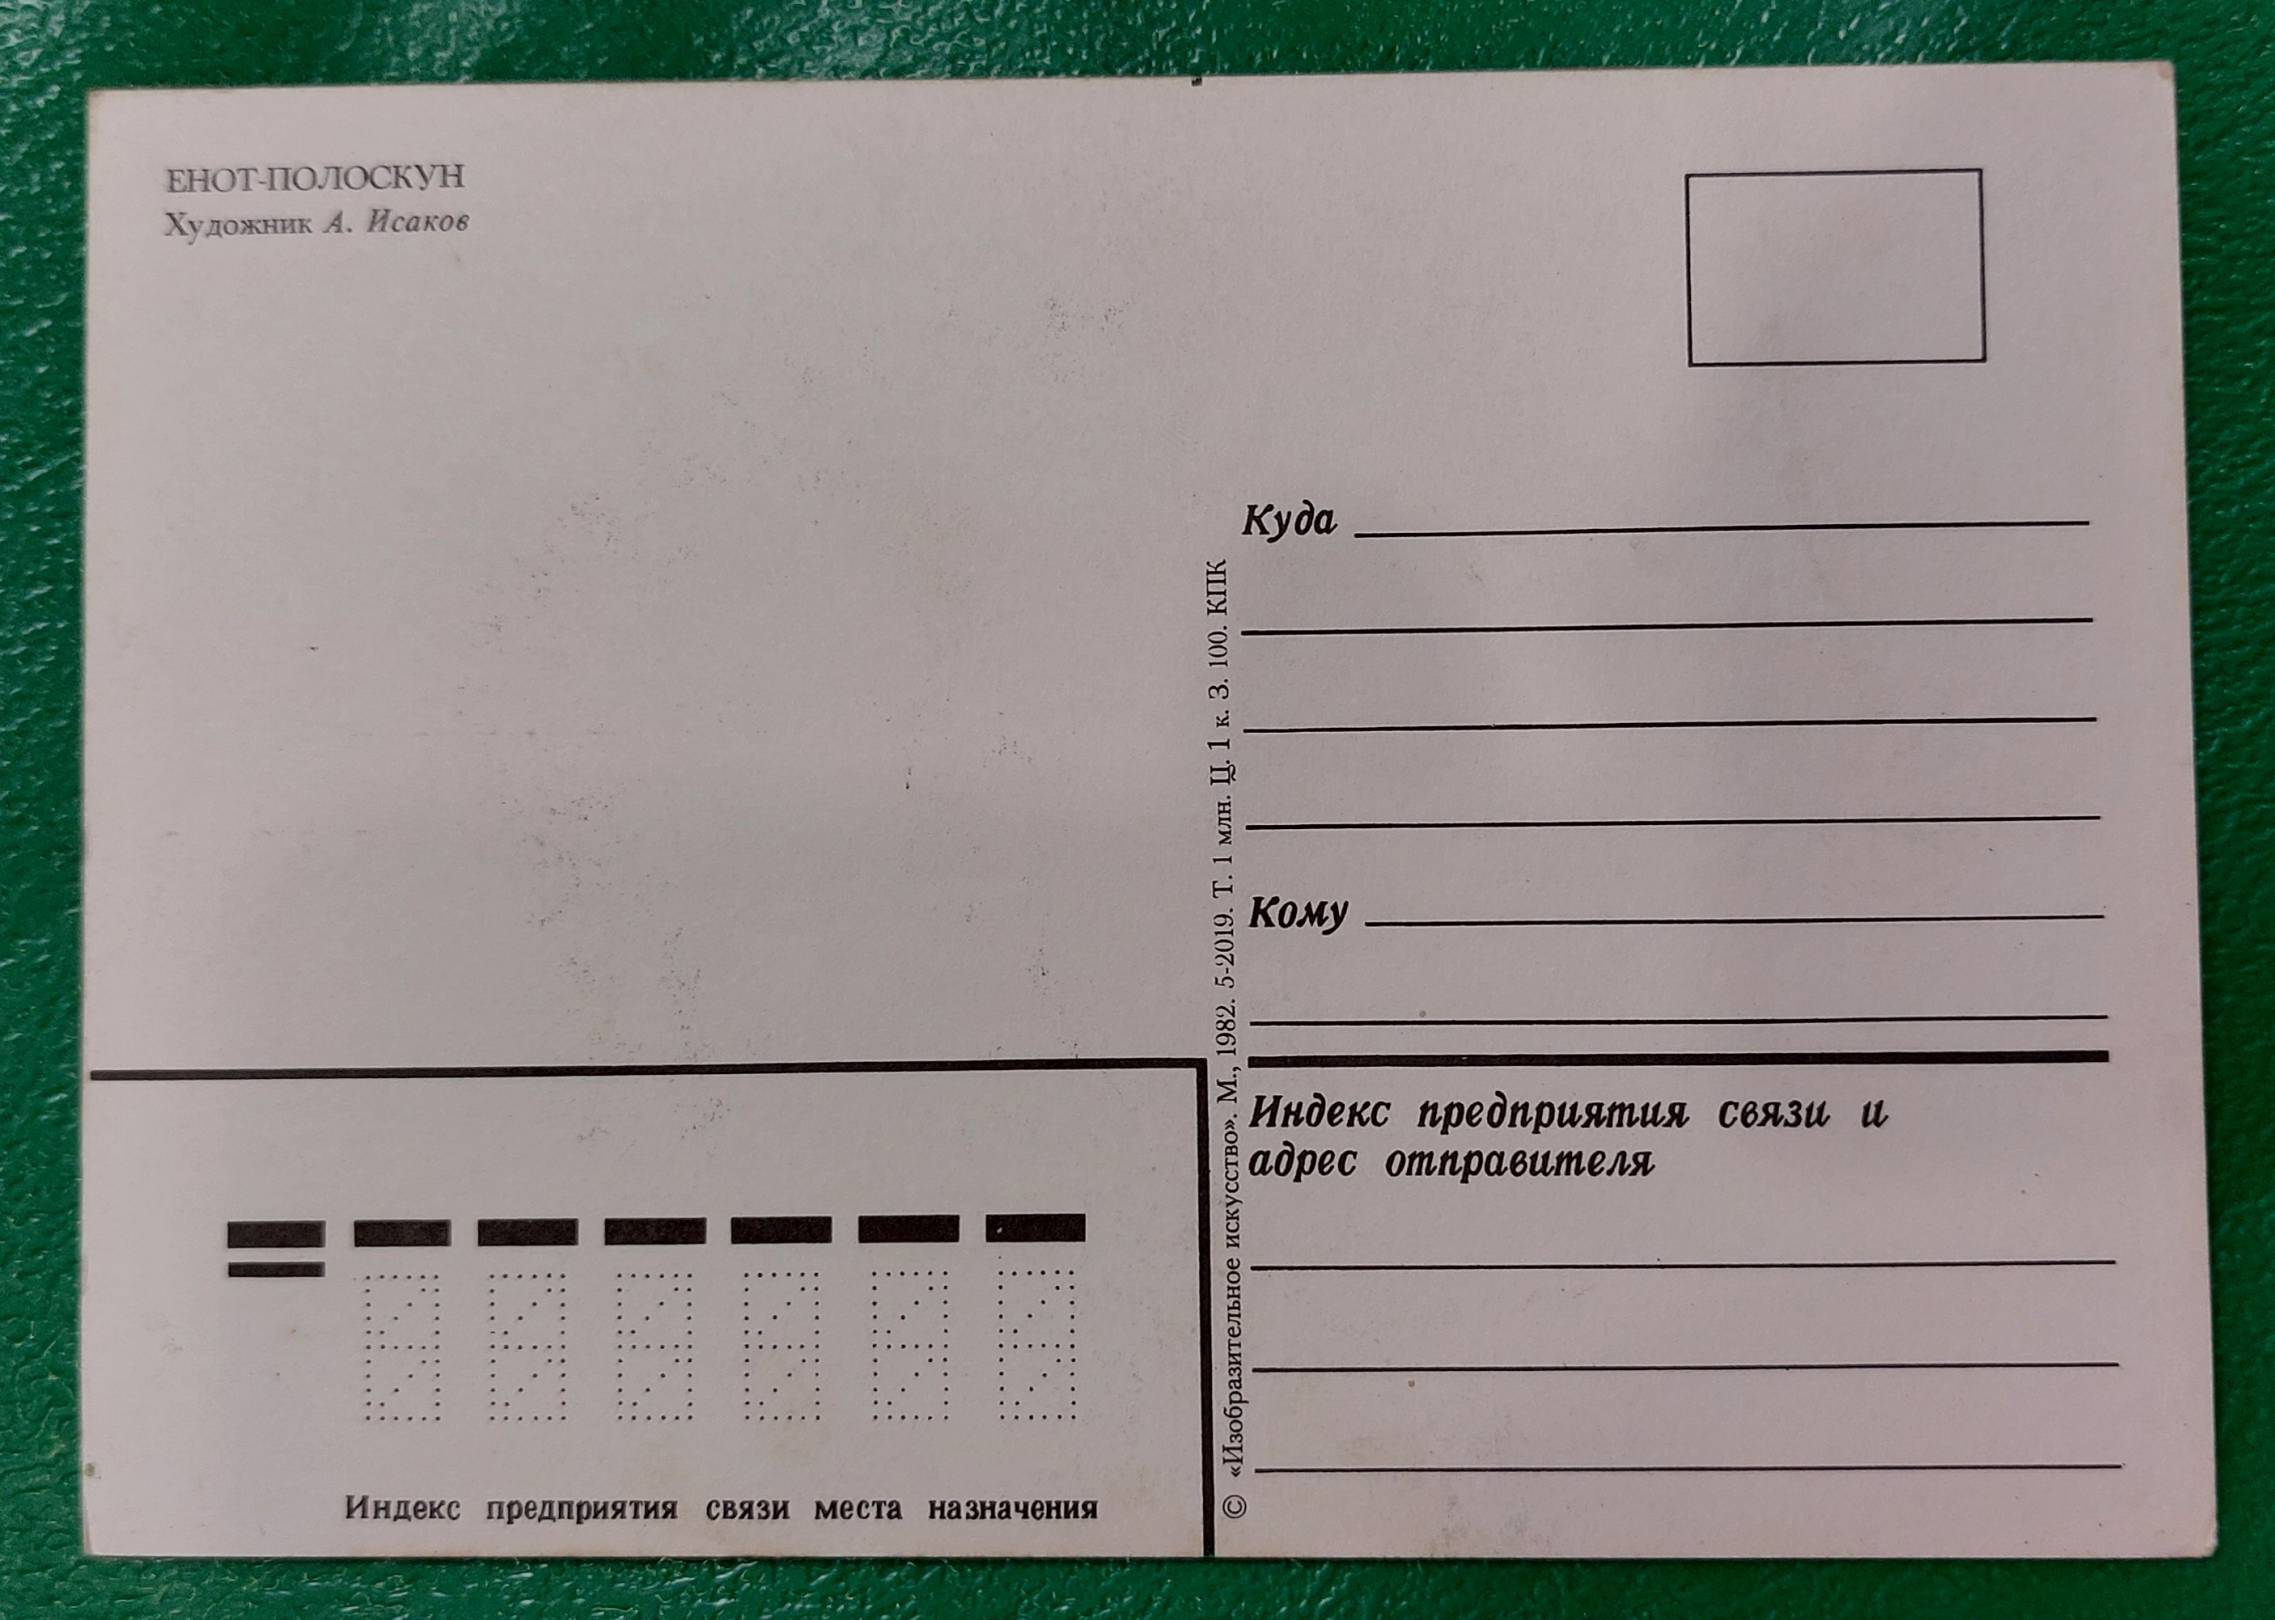 ЕНОТ-ПОЛОСКУН
Художник А. Исаков
Куда
Кому
Индекс предприятия связи и
адрес отправителя
© «Изобразительное искусство». М., 1982. 5-2019. Т. 1 млн. Ц. 1 к. З. 100. КПК
Индекс предприятия связи места назначения